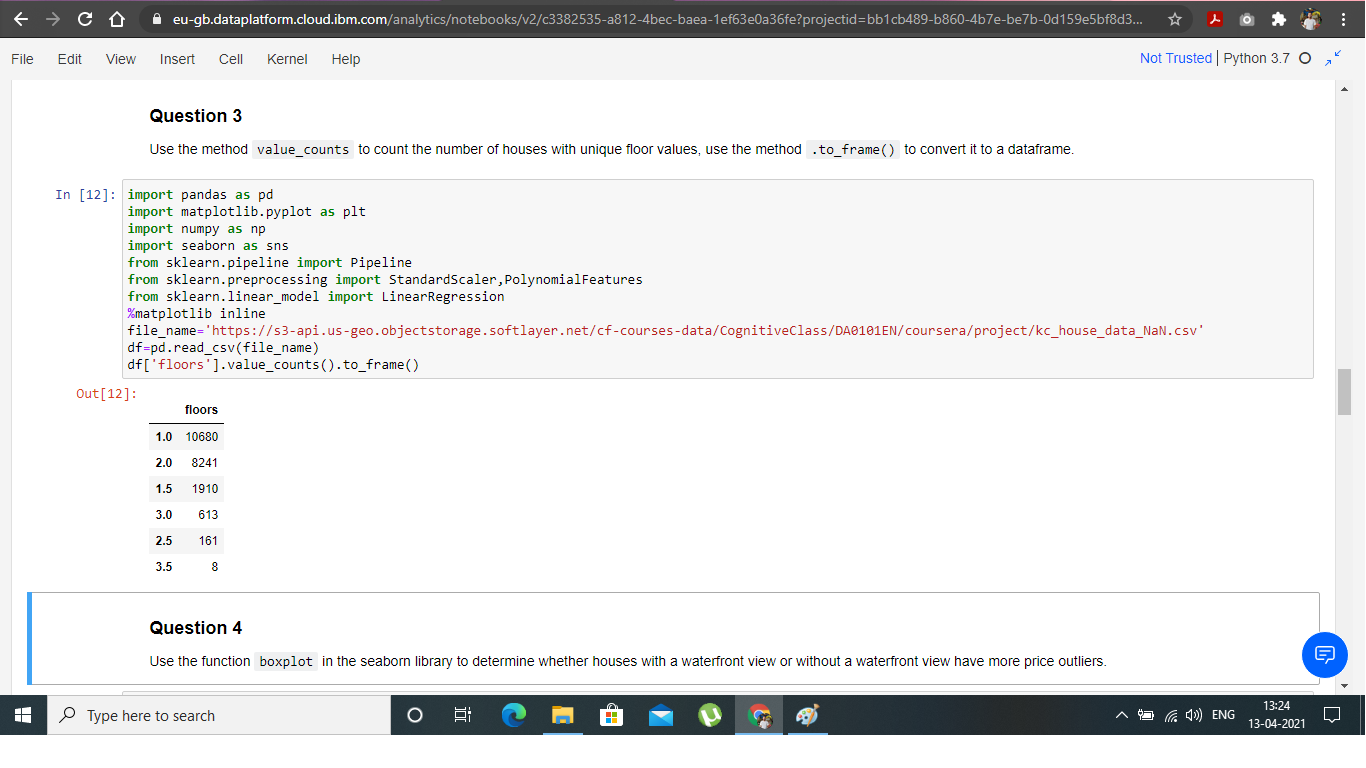 eu-gb.dataplatform.cloud.ibm.com/analytics/notebooks/v2/c3382535-a812-4bec-baea-1ef63e0a36fe?projectid=bb1cb489-b860-4b7e-be7b-0d159e5bf8d3...
File Edit View Insert Cell Kernel Help Not Trusted | Python 3.7
Question 3
Use the method value_counts to count the number of houses with unique floor values, use the method .to_frame() to convert it to a dataframe.
In [12]: import pandas as pd
import matplotlib.pyplot as plt
import numpy as np
import seaborn as sns
from sklearn.pipeline import Pipeline
from sklearn.preprocessing import StandardScaler,PolynomialFeatures
from sklearn.linear_model import LinearRegression
%matplotlib inline
file_name='https://s3-api.us-geo.objectstorage.softlayer.net/cf-courses-data/CognitiveClass/DA0101EN/coursera/project/kc_house_data_NaN.csv'
df=pd.read_csv(file_name)
df['floors'].value_counts().to_frame()
Out[12]:
floors
1.0 10680
2.0 8241
1.5 1910
3.0 613
2.5 161
3.5 8
Question 4
Use the function boxplot in the seaborn library to determine whether houses with a waterfront view or without a waterfront view have more price outliers.
Type here to search
ENG
13:24
13-04-2021